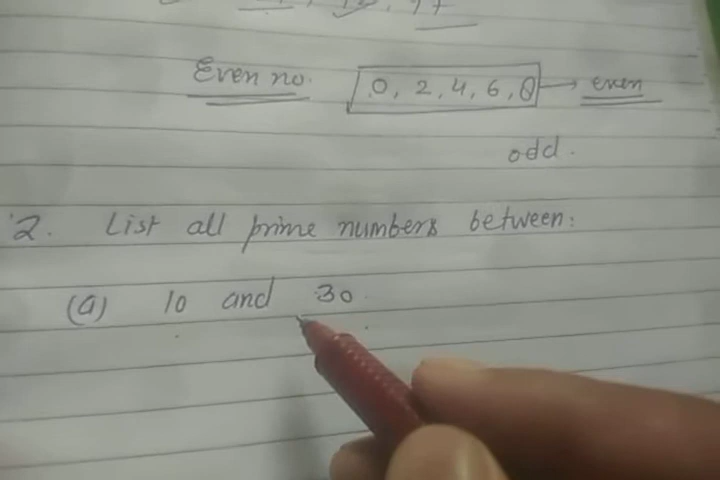 Even no. 0, 2, 4, 6, 8 → even
odd.
2. List all prime numbers between:
(a) 10 and 30.